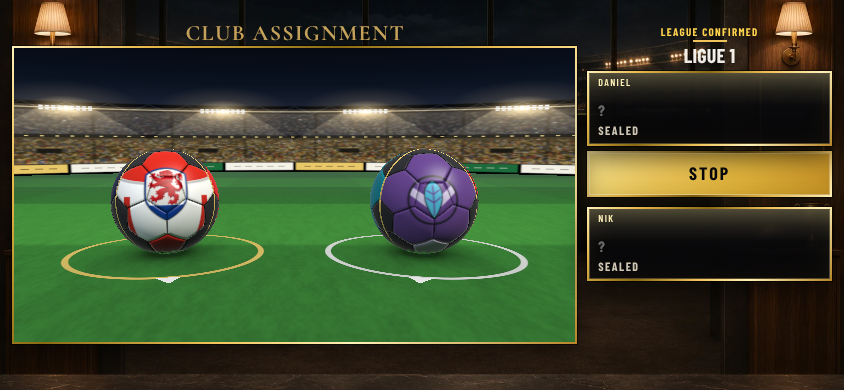 CLUB ASSIGNMENT
LEAGUE CONFIRMED
LIGUE 1
DANIEL
?
SEALED
STOP
NIK
?
SEALED